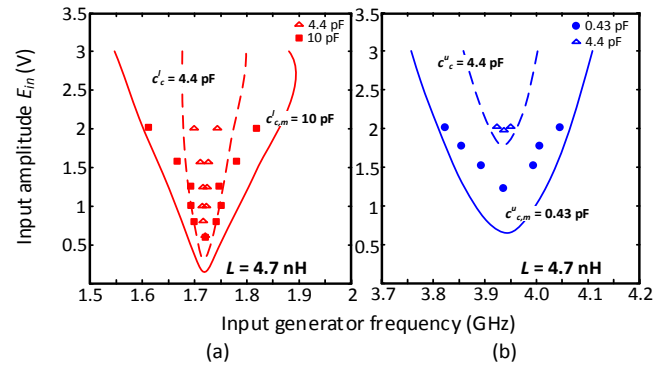 4.4 pF
10 pF
0.43 pF
4.4 pF
Input amplitude E_in (V)
3
2.5
2
1.5
1
0.5
c^l_c = 4.4 pF
c^l_c,m = 10 pF
L = 4.7 nH
1.5 1.6 1.7 1.8 1.9 2
3
2.5
2
1.5
1
0.5
c^u_c = 4.4 pF
c^u_c,m = 0.43 pF
L = 4.7 nH
3.7 3.8 3.9 4.0 4.1 4.2
Input generator frequency (GHz)
(a) (b)